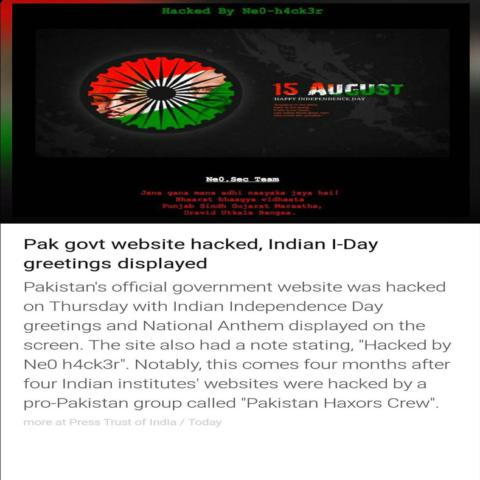 Hacked By Ne0-h4ck3r
15 August
HAPPY INDEPENDENCE DAY
Ne0.Sec Team
Jana gana mana adhi naayaka jaya hai!
Bhaarat bhaagya vidhaata
Punjab Sindh Gujarat Maraatha,
Dravid Utkala Bangaa.
Pak govt website hacked, Indian I-Day
greetings displayed
Pakistan's official government website was hacked
on Thursday with Indian Independence Day
greetings and National Anthem displayed on the
screen. The site also had a note stating, "Hacked by
Ne0 h4ck3r". Notably, this comes four months after
four Indian institutes' websites were hacked by a
pro-Pakistan group called "Pakistan Haxors Crew".
more at Press Trust of India / Today